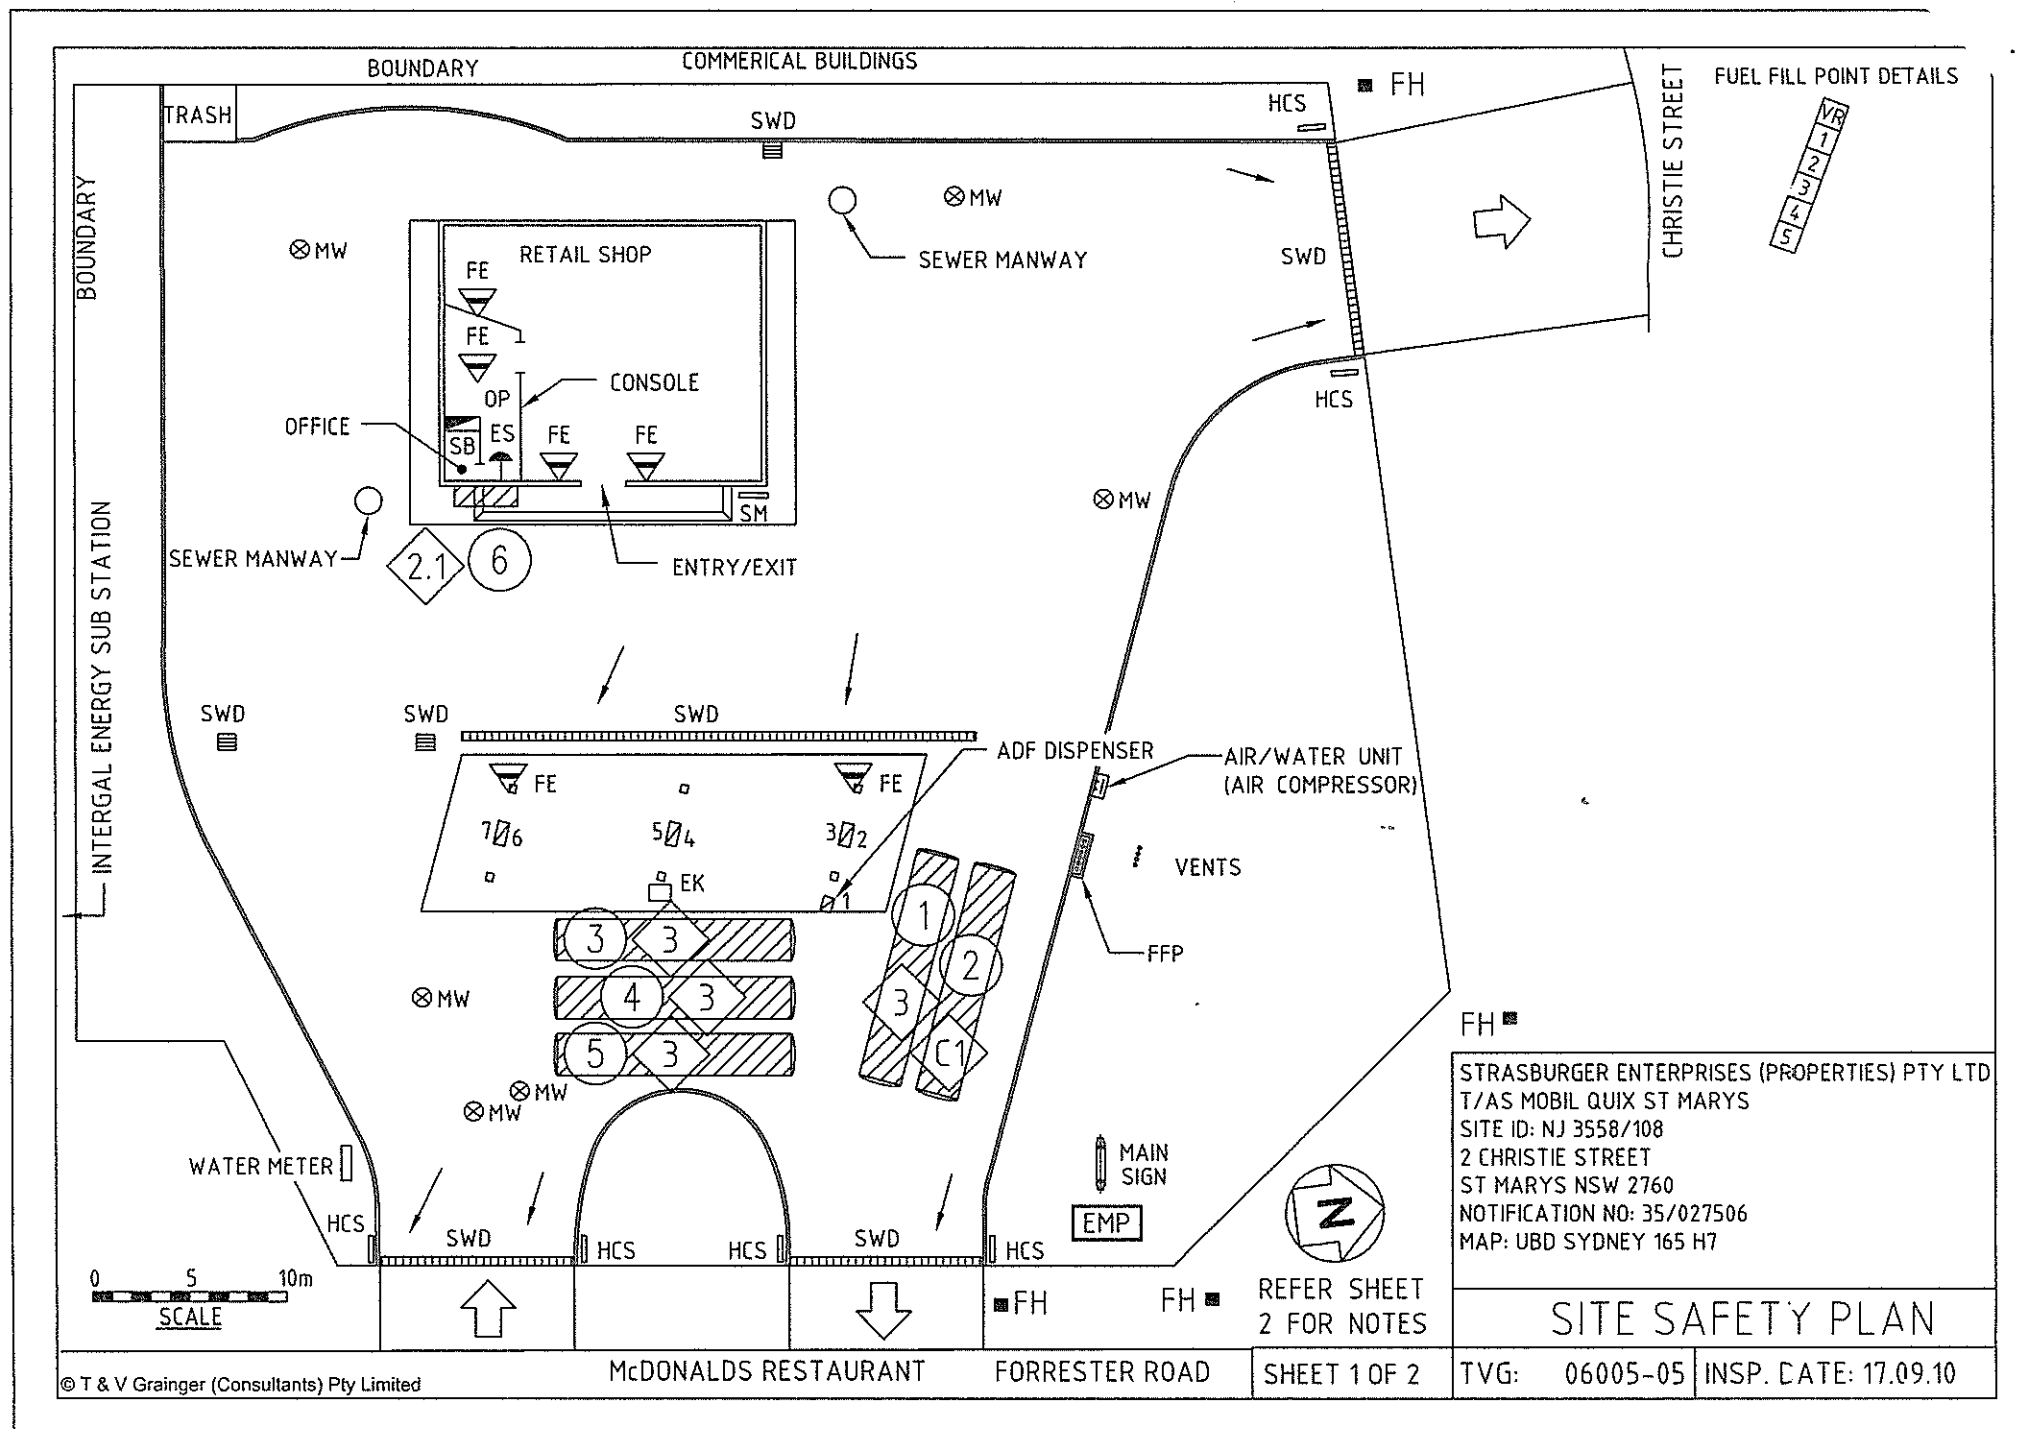 BOUNDARY
COMMERICAL BUILDINGS
FH
HCS
CHRISTIE STREET
FUEL FILL POINT DETAILS
VR
1
2
3
4
5
TRASH
SWD
BOUNDARY
MW
MW
SEWER MANWAY
SWD
RETAIL SHOP
FE
FE
CONSOLE
OP
OFFICE
SB
ES
FE
FE
HCS
MW
SM
SEWER MANWAY
2.1
6
ENTRY/EXIT
INTERGAL ENERGY SUB STATION
SWD
SWD
SWD
ADF DISPENSER
AIR/WATER UNIT
(AIR COMPRESSOR)
FE
FE
7 6
5 4
3 2
VENTS
EK
1
FFP
3 3
4 3
5 3
1
3
2
C1
MW
MW
MW
FH
WATER METER
MAIN
SIGN
EMP
N
HCS
SWD
HCS
HCS
SWD
HCS
FH
FH
REFER SHEET
2 FOR NOTES
0 5 10m
SCALE
STRASBURGER ENTERPRISES (PROPERTIES) PTY LTD
T/AS MOBIL QUIX ST MARYS
SITE ID: NJ 3558/108
2 CHRISTIE STREET
ST MARYS NSW 2760
NOTIFICATION NO: 35/027506
MAP: UBD SYDNEY 165 H7
SITE SAFETY PLAN
© T & V Grainger (Consultants) Pty Limited
McDONALDS RESTAURANT
FORRESTER ROAD
SHEET 1 OF 2
TVG: 06005-05
INSP. DATE: 17.09.10